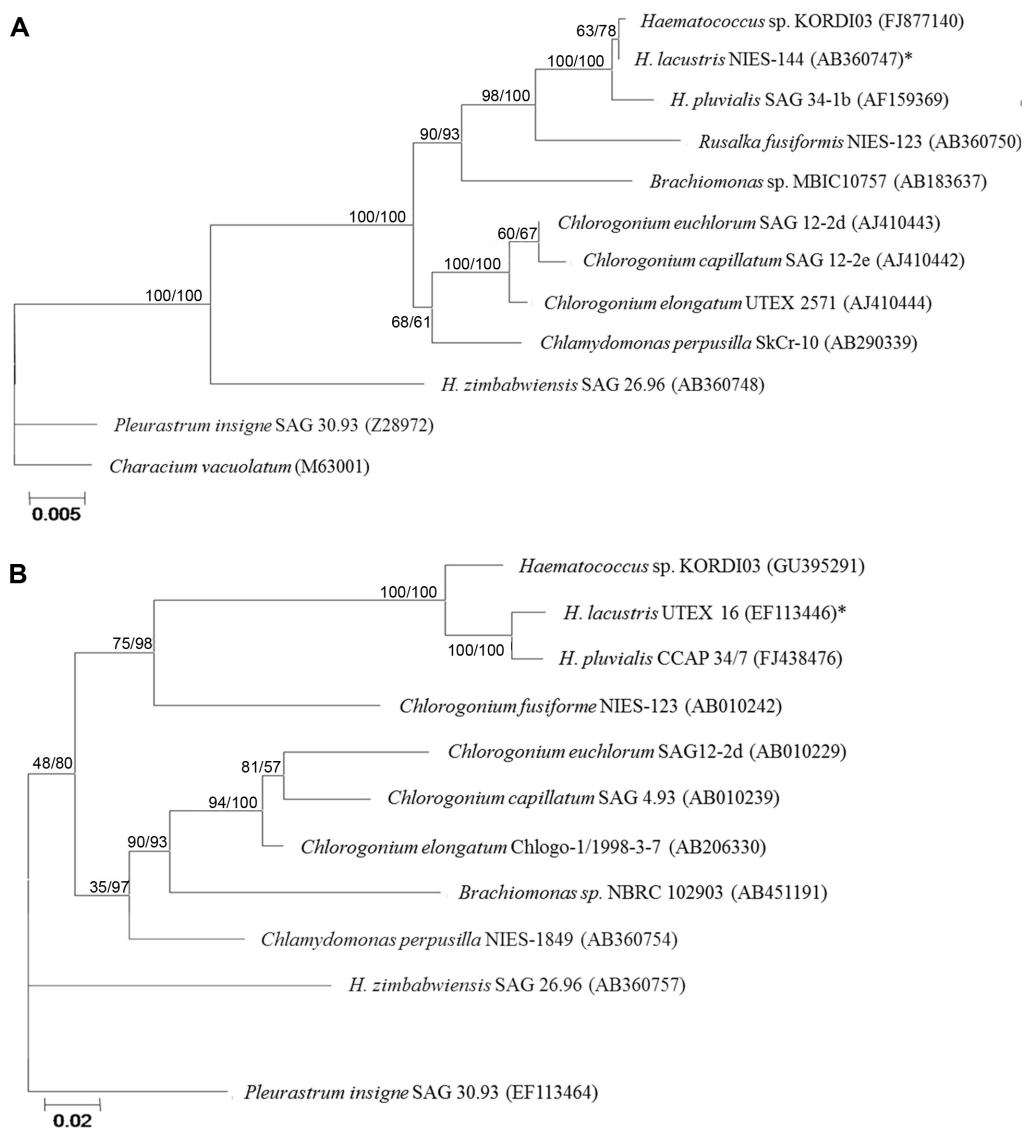 A
Haematococcus sp. KORDI03 (FJ877140)
63/78
H. lacustris NIES-144 (AB360747)*
100/100
H. pluvialis SAG 34-1b (AF159369)
98/100
Rusalka fusiformis NIES-123 (AB360750)
90/93
Brachiomonas sp. MBIC10757 (AB183637)
100/100
Chlorogonium euchlorum SAG 12-2d (AJ410443)
60/67
Chlorogonium capillatum SAG 12-2e (AJ410442)
100/100
Chlorogonium elongatum UTEX 2571 (AJ410444)
100/100
68/61
Chlamydomonas perpusilla SkCr-10 (AB290339)
H. zimbabwiensis SAG 26.96 (AB360748)
Pleurastrum insigne SAG 30.93 (Z28972)
Characium vacuolatum (M63001)
0.005
B
Haematococcus sp. KORDI03 (GU395291)
100/100
H. lacustris UTEX 16 (EF113446)*
75/98
100/100
H. pluvialis CCAP 34/7 (FJ438476)
Chlorogonium fusiforme NIES-123 (AB010242)
Chlorogonium euchlorum SAG12-2d (AB010229)
48/80
81/57
Chlorogonium capillatum SAG 4.93 (AB010239)
94/100
Chlorogonium elongatum Chlogo-1/1998-3-7 (AB206330)
90/93
35/97
Brachiomonas sp. NBRC 102903 (AB451191)
Chlamydomonas perpusilla NIES-1849 (AB360754)
H. zimbabwiensis SAG 26.96 (AB360757)
Pleurastrum insigne SAG 30.93 (EF113464)
0.02